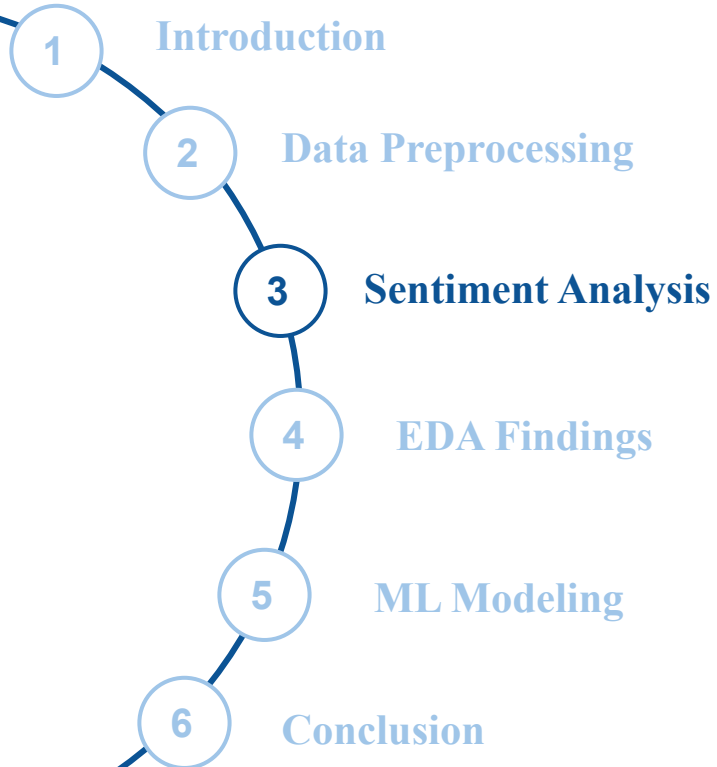 1 Introduction
2 Data Preprocessing
3 Sentiment Analysis
4 EDA Findings
5 ML Modeling
6 Conclusion